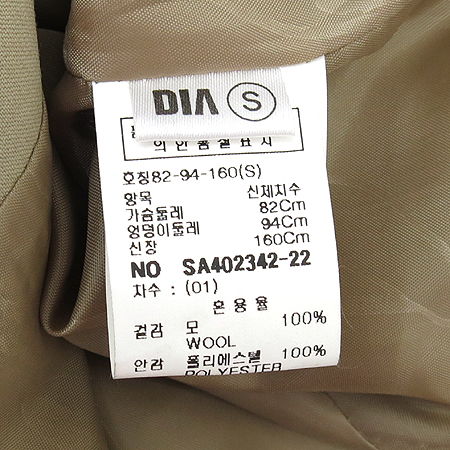 DIA S
의한품질표시
호칭82-94-160(S)
항목 신체치수
가슴둘레 82Cm
엉덩이둘레 94Cm
신장 160Cm
NO SA402342-22
차수 : (01)
혼용율
겉감 모 100%
WOOL
안감 폴리에스텔 100%
POLYESTER